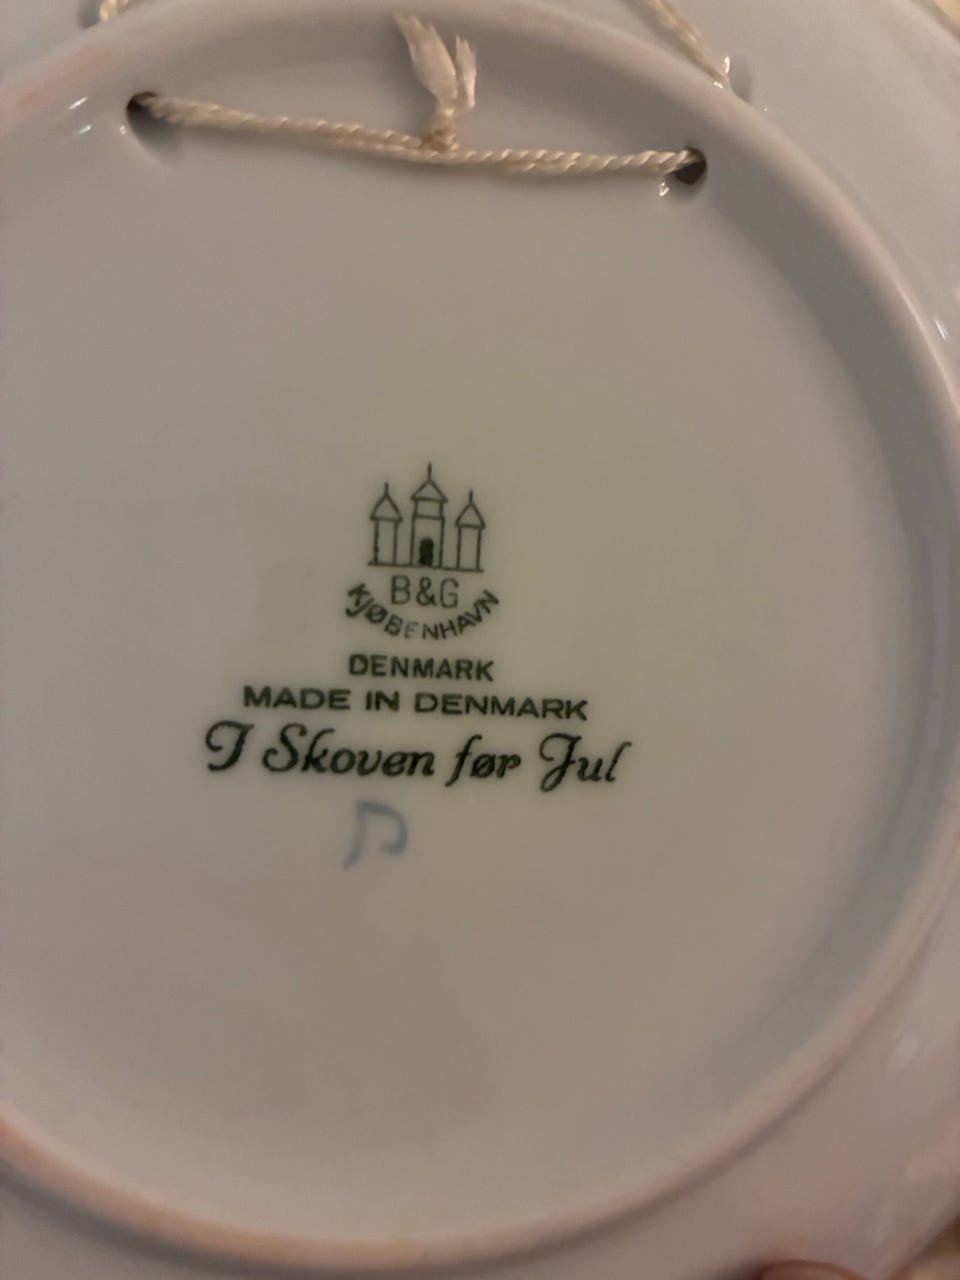 B&G
KJØBENHAVN
DENMARK
MADE IN DENMARK
I Skoven før Jul